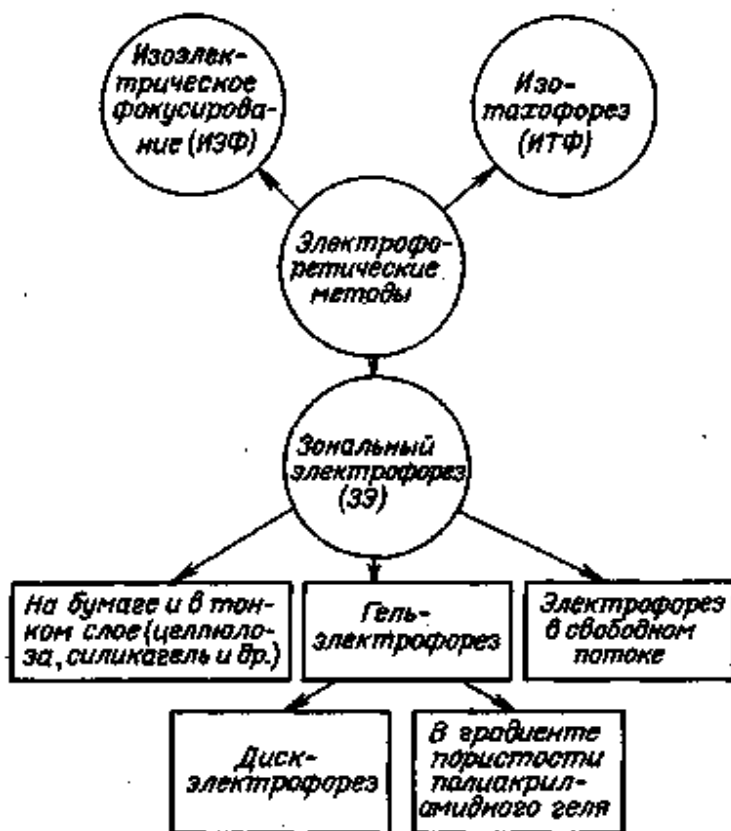 Изоэлек-
трическое
фокусирова-
ние (ИЭФ)
Изо-
тахофорез
(ИТФ)
Электрофо-
ретические
методы
Зональный
электрофорез
(ЗЭ)
На бумаге и в тон-
ком слое (целлюло-
за, силикагель и др.)
Гель-
электрофорез
Электрофорез
в свободном
потоке
Диск-
электрофорез
В градиенте
пористости
полиакрил-
амидного геля